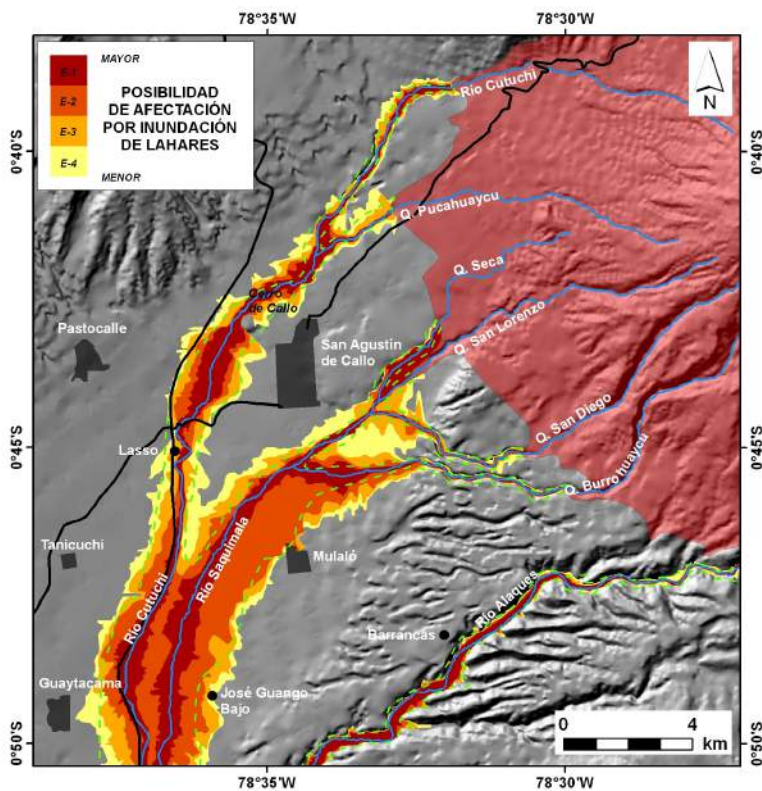 78°35'W
78°30'W
MAYOR
E-1
E-2
E-3
E-4
POSIBILIDAD
DE AFECTACIÓN
POR INUNDACIÓN
DE LAHARES
MENOR
N
Río Cutuchi
0°40'S
0°40'S
Q. Pucahuaycu
Q. Seca
Cerro
de Callo
Pastocalle
San Agustín
de Callo
Q. San Lorenzo
Q. San Diego
0°45'S
0°45'S
Lasso
Q. Burrohuaycu
Tanicuchi
Mulaló
Río Saquimala
Río Cutuchi
Río Alaques
Barrancas
Guaytacama
José Guango
Bajo
0
4
km
0°50'S
0°50'S
78°35'W
78°30'W